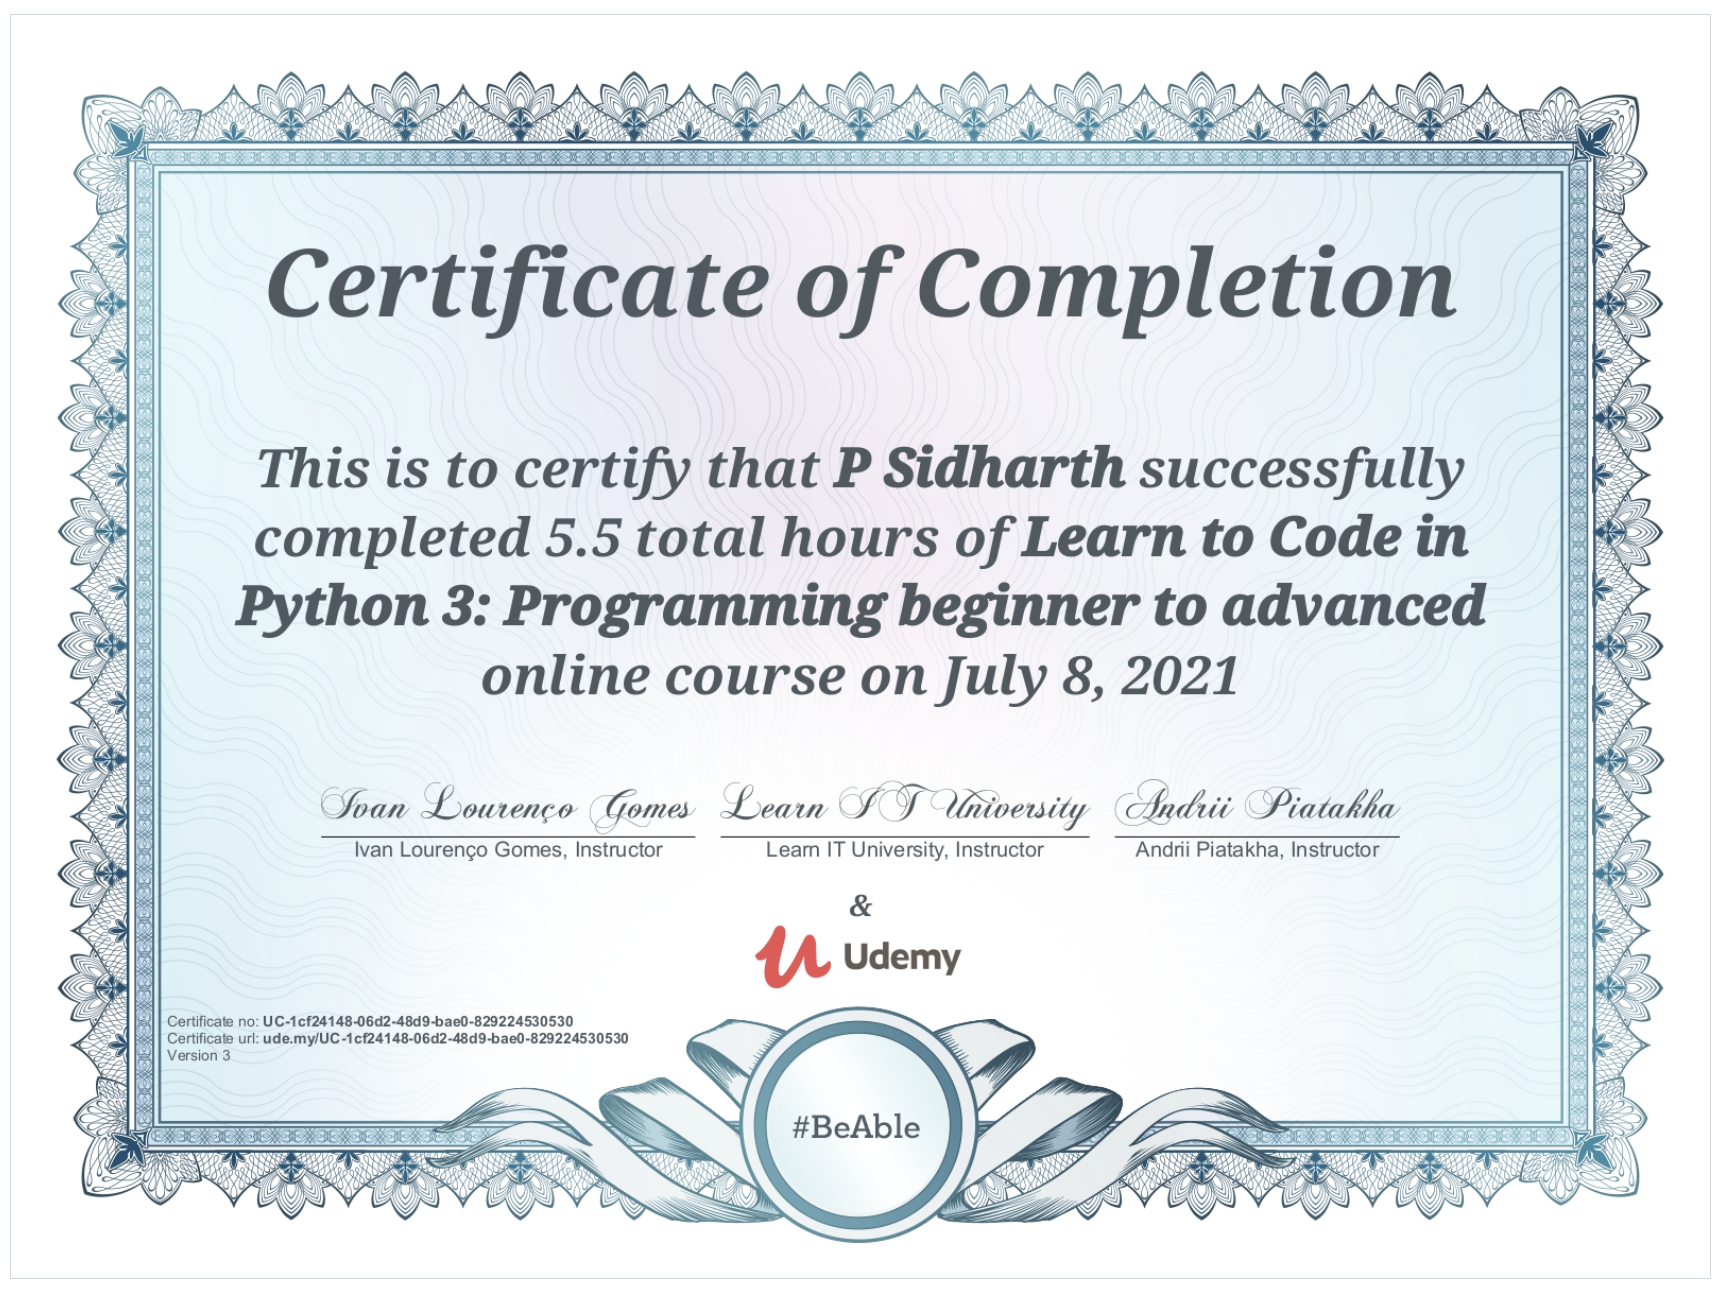 Certificate of Completion
This is to certify that P Sidharth successfully
completed 5.5 total hours of Learn to Code in
Python 3: Programming beginner to advanced
online course on July 8, 2021
Ivan Lourenço Gomes Learn IT University Andrii Piatakha
Ivan Lourenço Gomes, Instructor Learn IT University, Instructor Andrii Piatakha, Instructor
&
Udemy
Certificate no: UC-1cf24148-06d2-48d9-bae0-829224530530
Certificate url: ude.my/UC-1cf24148-06d2-48d9-bae0-829224530530
Version 3
#BeAble